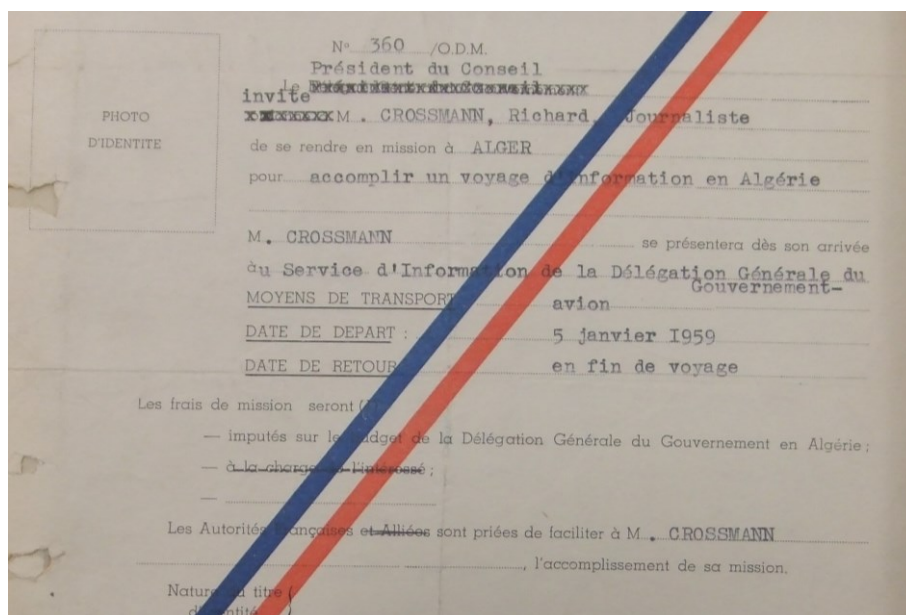 N° 360 /O.D.M.
Président du Conseil
invite Le
M. CROSSMANN, Richard, Journaliste
PHOTO
D'IDENTITE
de se rendre en mission à ALGER
pour accomplir un voyage d'information en Algérie
M. CROSSMANN se présentera dès son arrivée
au Service d'Information de la Délégation Générale du
Gouvernement-
MOYENS DE TRANSPORT avion
DATE DE DEPART : 5 janvier I959
DATE DE RETOUR en fin de voyage
Les frais de mission seront
— imputés sur le budget de la Délégation Générale du Gouvernement en Algérie ;
— à la charge de l'intéressé ;
—
Les Autorités Françaises et Alliées sont priées de faciliter à M. CROSSMANN
, l'accomplissement de sa mission.
Nature du titre (
d'identité